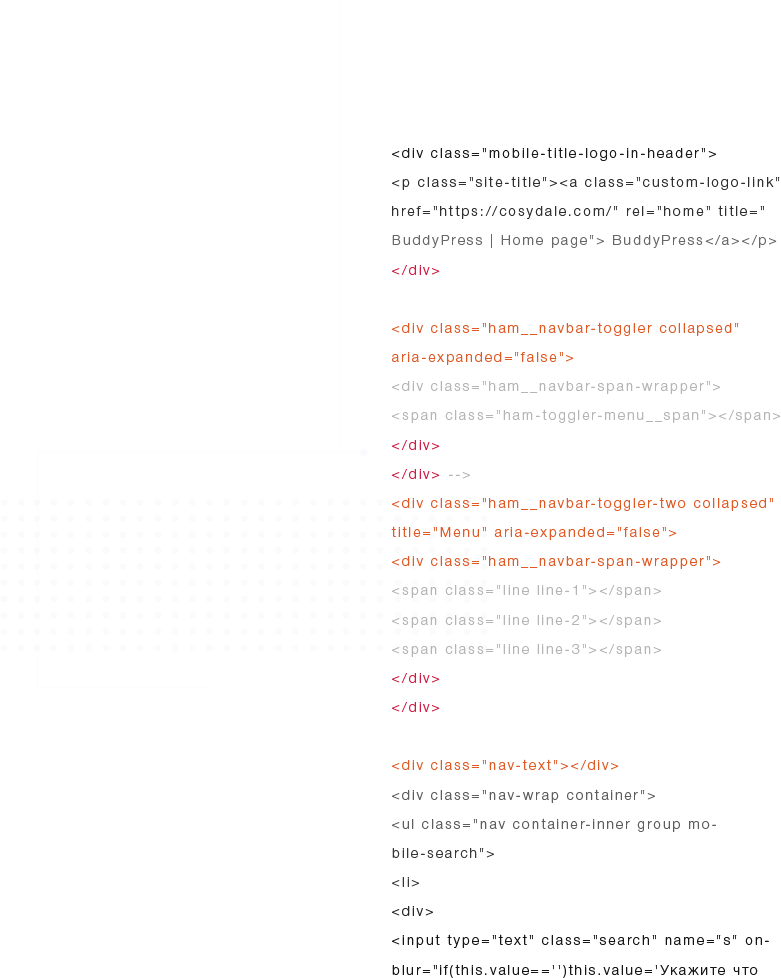 <div class="mobile-title-logo-in-header">
<p class="site-title"><a class="custom-logo-link"
href="https://cosydale.com/" rel="home" title="
BuddyPress | Home page"> BuddyPress</a></p>
</div>
<div class="ham__navbar-toggler collapsed"
aria-expanded="false">
<div class="ham__navbar-span-wrapper">
<span class="ham-toggler-menu__span"></span>
</div>
</div> -->
<div class="ham__navbar-toggler-two collapsed"
title="Menu" aria-expanded="false">
<div class="ham__navbar-span-wrapper">
<span class="line line-1"></span>
<span class="line line-2"></span>
<span class="line line-3"></span>
</div>
</div>
<div class="nav-text"></div>
<div class="nav-wrap container">
<ul class="nav container-inner group mo-
bile-search">
<li>
<div>
<input type="text" class="search" name="s" on-
blur="if(this.value=='')this.value='Укажите что